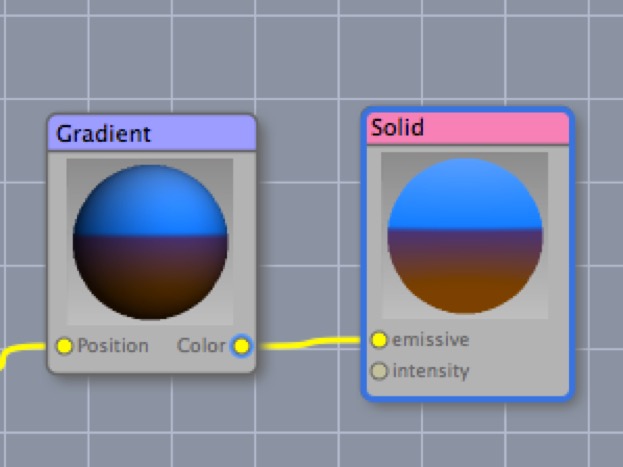 Gradient
Position Color
Solid
emissive
intensity